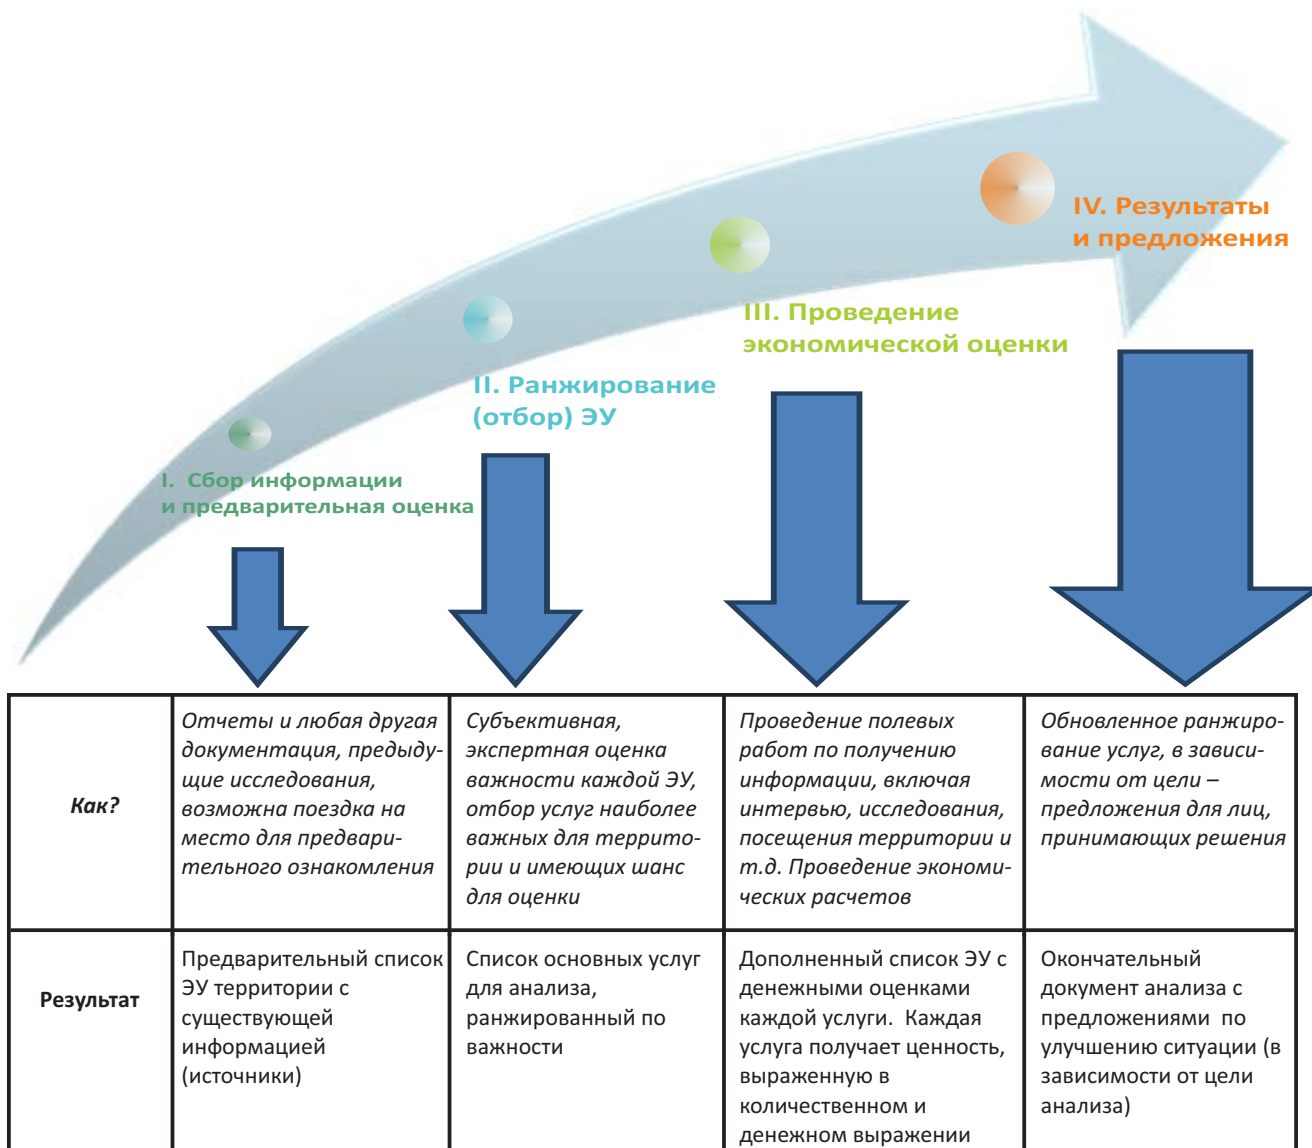 IV. Результаты
и предложения
III. Проведение
экономической оценки
II. Ранжирование
(отбор) ЭУ
I. Сбор информации
и предварительная оценка
Как?
Отчеты и любая другая
документация, предыду-
щие исследования,
возможна поездка на
место для предвари-
тельного ознакомления
Субъективная,
экспертная оценка
важности каждой ЭУ,
отбор услуг наиболее
важных для террито-
рии и имеющих шанс
для оценки
Проведение полевых
работ по получению
информации, включая
интервью, исследования,
посещения территории и
т.д. Проведение экономи-
ческих расчетов
Обновленное ранжиро-
вание услуг, в зависи-
мости от цели –
предложения для лиц,
принимающих решения
Результат
Предварительный список
ЭУ территории с
существующей
информацией
(источники)
Список основных услуг
для анализа,
ранжированный по
важности
Дополненный список ЭУ с
денежными оценками
каждой услуги. Каждая
услуга получает ценность,
выраженную в
количественном и
денежном выражении
Окончательный
документ анализа с
предложениями по
улучшению ситуации (в
зависимости от цели
анализа)